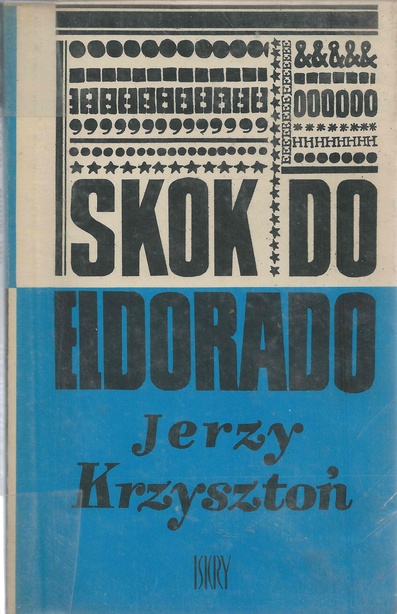 &&&&&
SKOK DO
ELDORADO
Jerzy
Krzysztoń
ISKRY